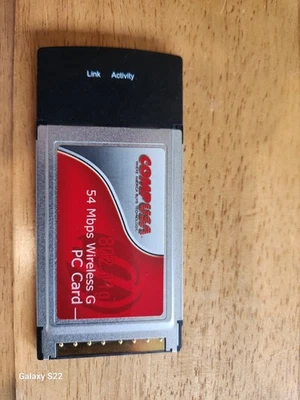 Link Activity
COMPUSA
54 Mbps Wireless G
PC Card
Galaxy S22